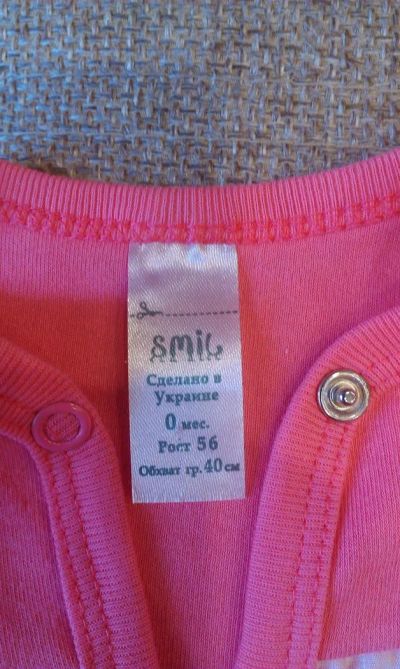 SMIL
Сделано в
Украине
0 мес.
Рост 56
Обхват гр. 40 см